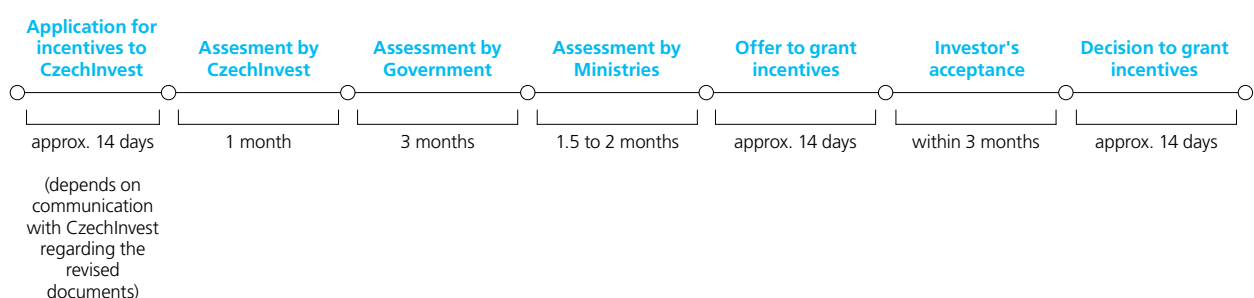 Application for
incentives to
CzechInvest
Assesment by
CzechInvest
Assessment by
Government
Assessment by
Ministries
Offer to grant
incentives
Investor's
acceptance
Decision to grant
incentives
approx. 14 days
1 month
3 months
1.5 to 2 months
approx. 14 days
within 3 months
approx. 14 days
(depends on
communication
with CzechInvest
regarding the
revised
documents)